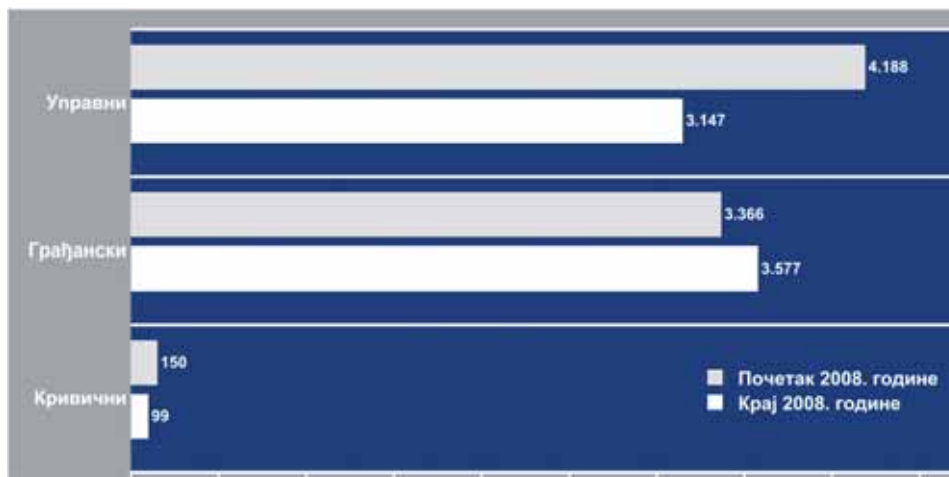 Управни
4.188
3.147
Грађански
3.366
3.577
Кривични
150
99
Почетак 2008. године
Крај 2008. године